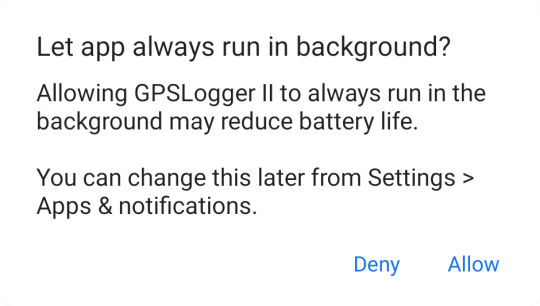 Let app always run in background?
Allowing GPSLogger II to always run in the
background may reduce battery life.
You can change this later from Settings >
Apps & notifications.
Deny Allow